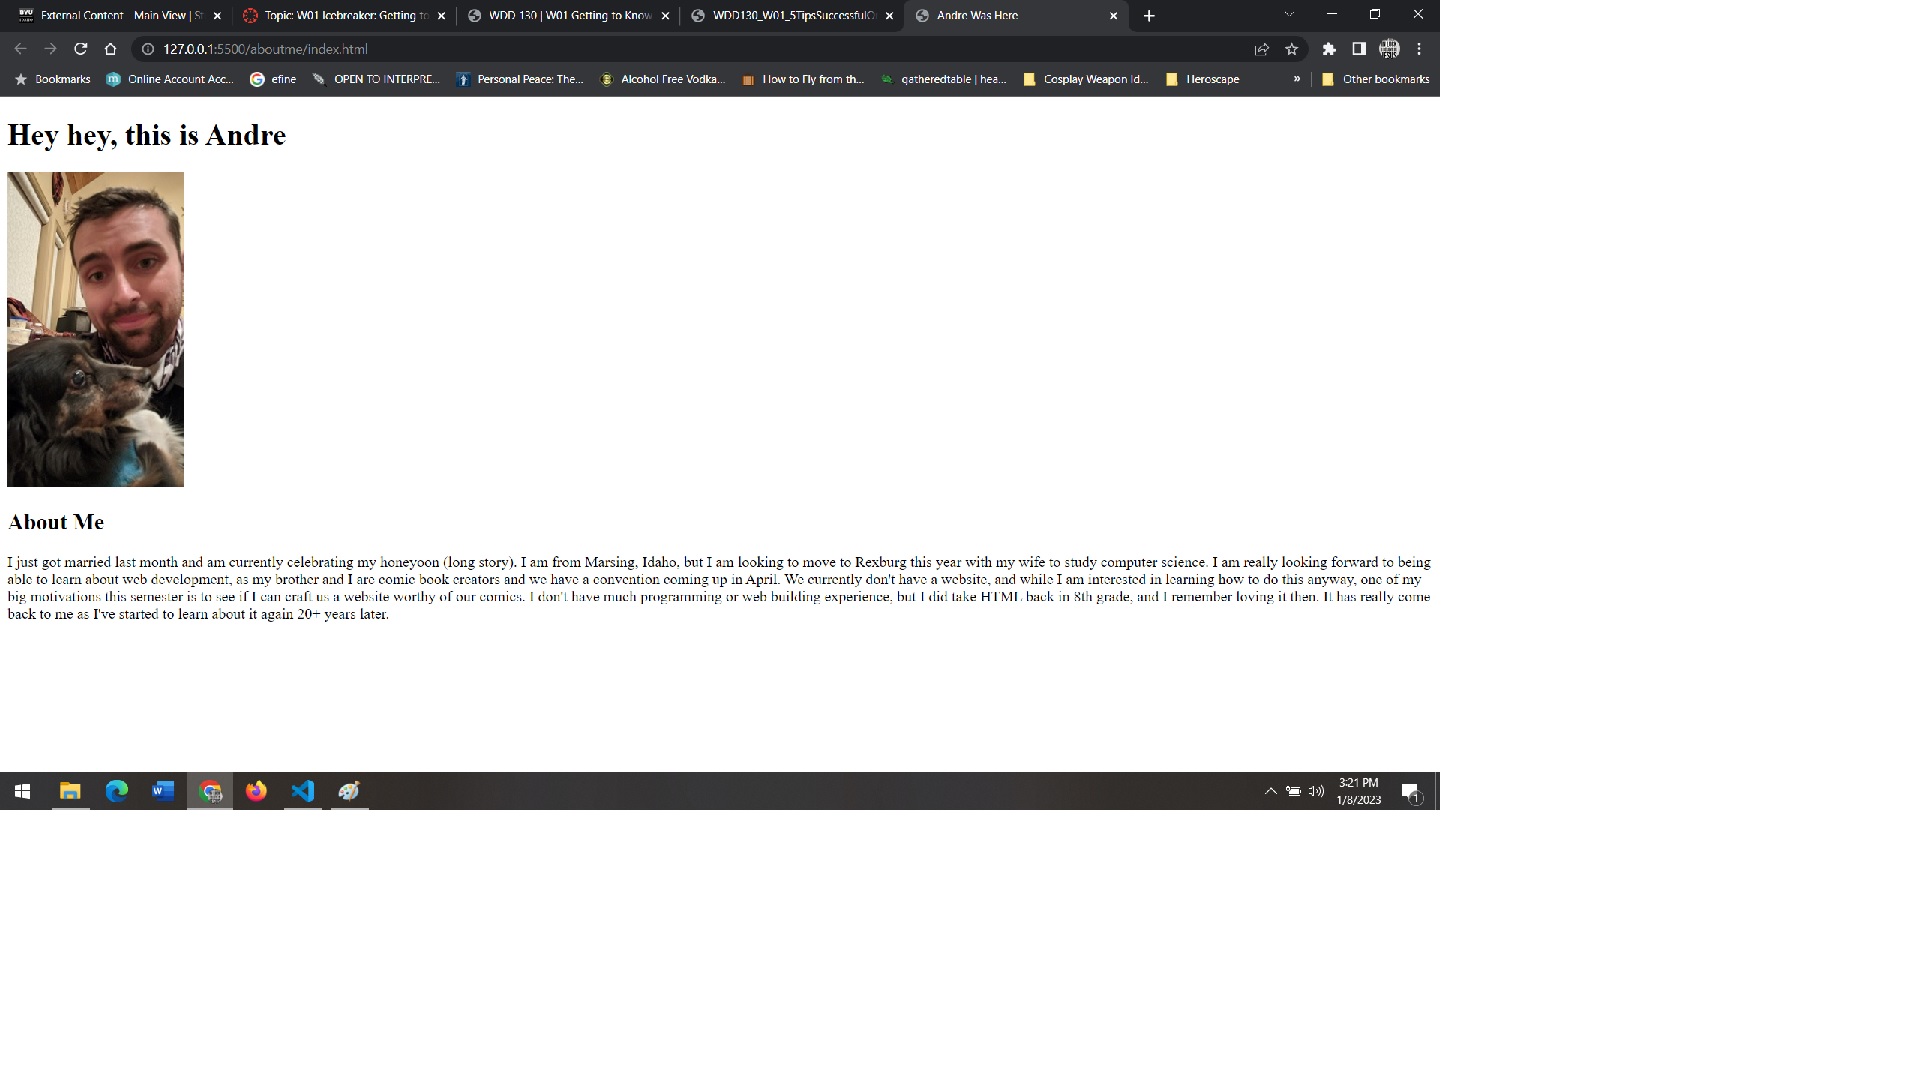 External Content - Main View | St
Topic: W01 Icebreaker: Getting to
WDD 130 | W01 Getting to Know
WDD130_W01_5TipsSuccessfulO
Andre Was Here
127.0.0.1:5500/aboutme/index.html
Bookmarks
Online Account Acc...
efine
OPEN TO INTERPRE...
Personal Peace: The...
Alcohol Free Vodka...
How to Fly from th...
gatheredtable | hea...
Cosplay Weapon Id...
Heroscape
»
Other bookmarks
Hey hey, this is Andre
About Me
I just got married last month and am currently celebrating my honeyoon (long story). I am from Marsing, Idaho, but I am looking to move to Rexburg this year with my wife to study computer science. I am really looking forward to being
able to learn about web development, as my brother and I are comic book creators and we have a convention coming up in April. We currently don't have a website, and while I am interested in learning how to do this anyway, one of my
big motivations this semester is to see if I can craft us a website worthy of our comics. I don't have much programming or web building experience, but I did take HTML back in 8th grade, and I remember loving it then. It has really come
back to me as I've started to learn about it again 20+ years later.
3:21 PM
1/8/2023
1